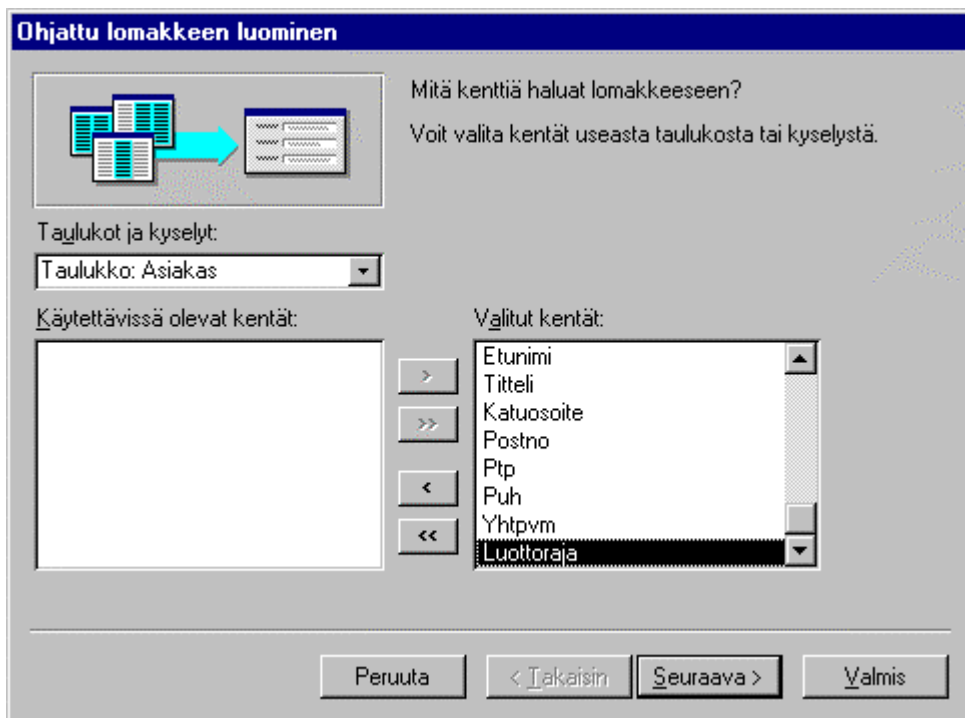 Ohjattu lomakkeen luominen
Mitä kenttiä haluat lomakkeeseen?
Voit valita kentät useasta taulukosta tai kyselystä.
Taulukot ja kyselyt:
Taulukko: Asiakas
Käytettävissä olevat kentät:
Valitut kentät:
Etunimi
Titteli
Katuosoite
Postno
Ptp
Puh
Yhtpvm
Luottoraja
>
>>
<
<<
Peruuta
< Takaisin
Seuraava >
Valmis